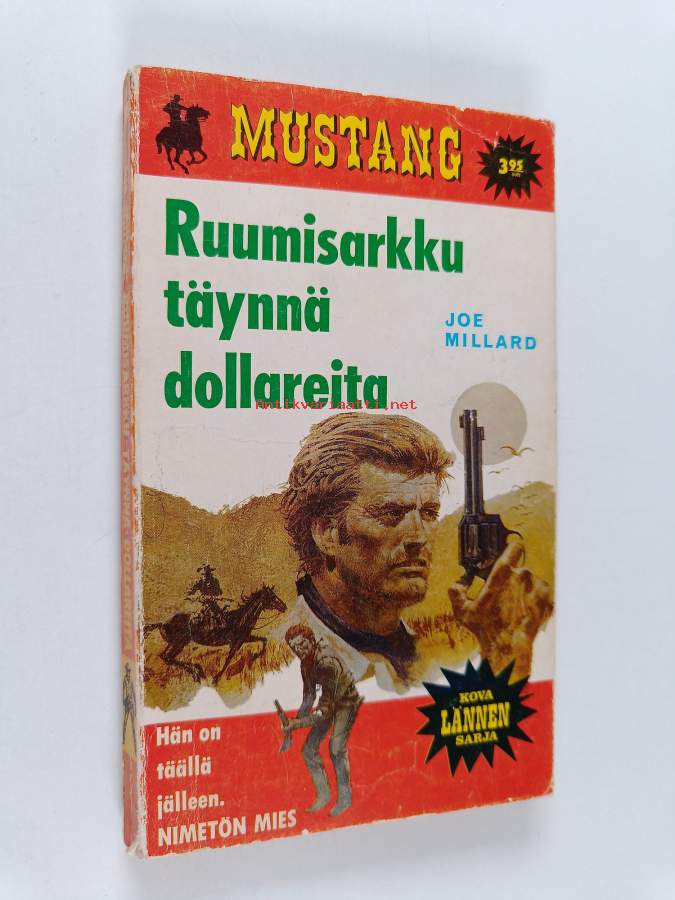 MUSTANG
3.95
Ruumisarkku
täynnä
dollareita
JOE
MILLARD
Antikvariaatti.net
KOVA
LÄNNEN
SARJA
Hän on
täällä
jälleen.
NIMETÖN MIES